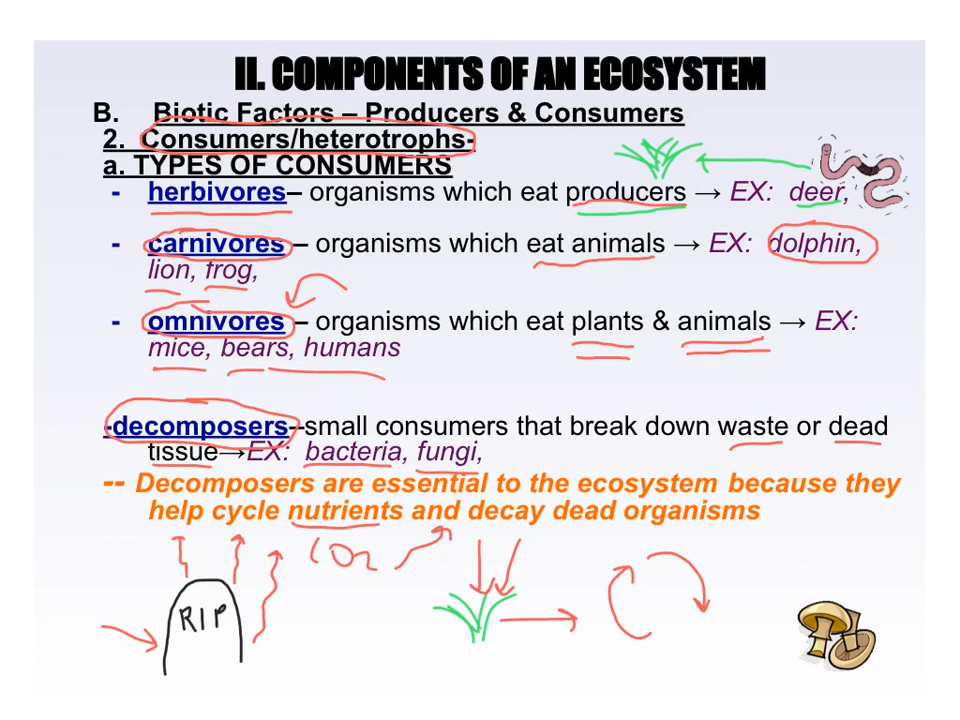 II. COMPONENTS OF AN ECOSYSTEM
B. Biotic Factors – Producers & Consumers
2. Consumers/heterotrophs-
a. TYPES OF CONSUMERS
- herbivores– organisms which eat producers → EX: deer,
- carnivores – organisms which eat animals → EX: dolphin,
lion, frog,
- omnivores – organisms which eat plants & animals → EX:
mice, bears, humans
-decomposers–small consumers that break down waste or dead
tissue→EX: bacteria, fungi,
-- Decomposers are essential to the ecosystem because they
help cycle nutrients and decay dead organisms
CO2
RIP